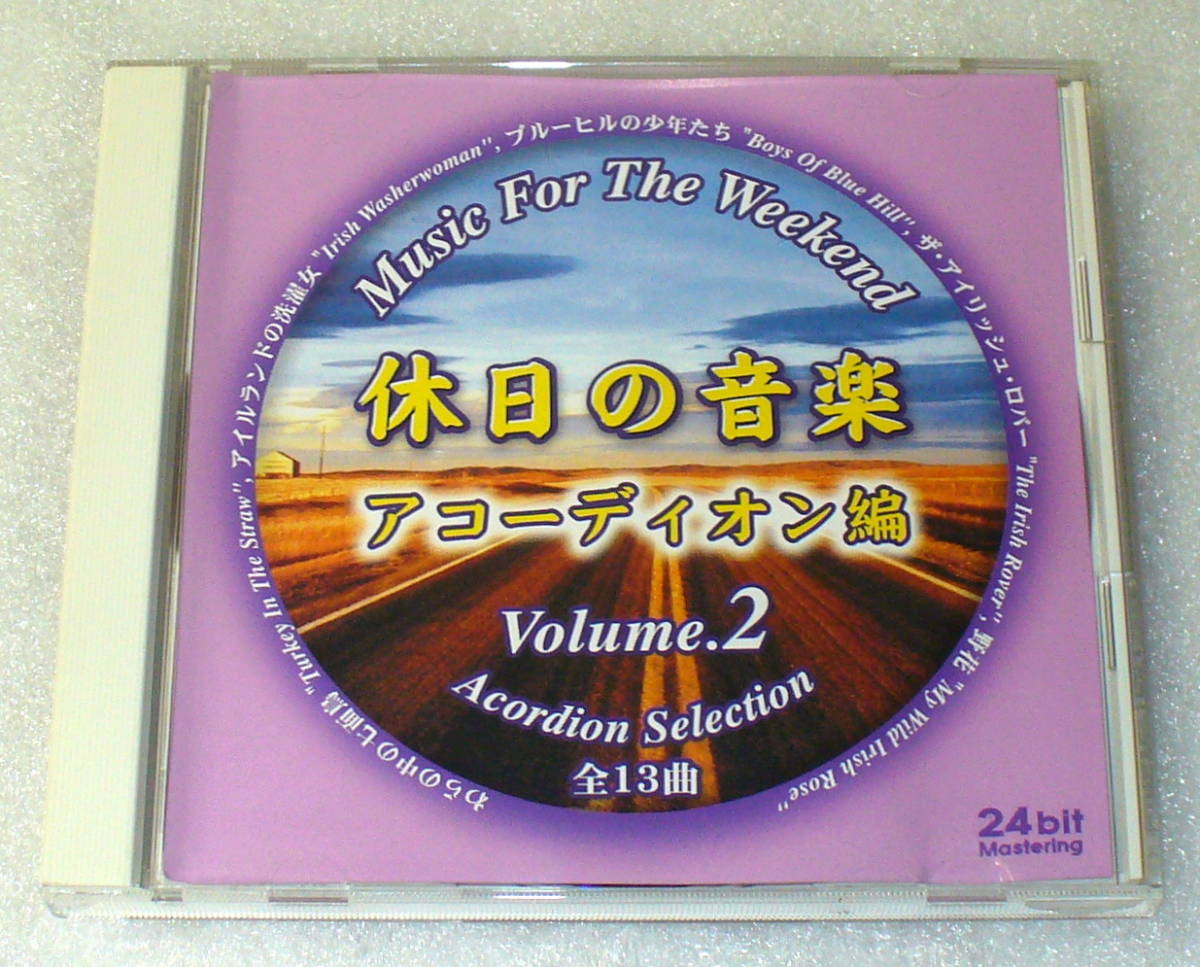 わらの中の七面鳥 "Turkey In The Straw", アイルランドの洗濯女 "Irish Washerwoman", ブルーヒルの少年たち "Boys Of Blue Hill", ザ・アイリッシュ・ロバー "The Irish Rover", 野花 "My Wild Irish Rose"
Music For The Weekend
休日の音楽
アコーディオン編
Volume.2
Acordion Selection
全13曲
24bit
Mastering